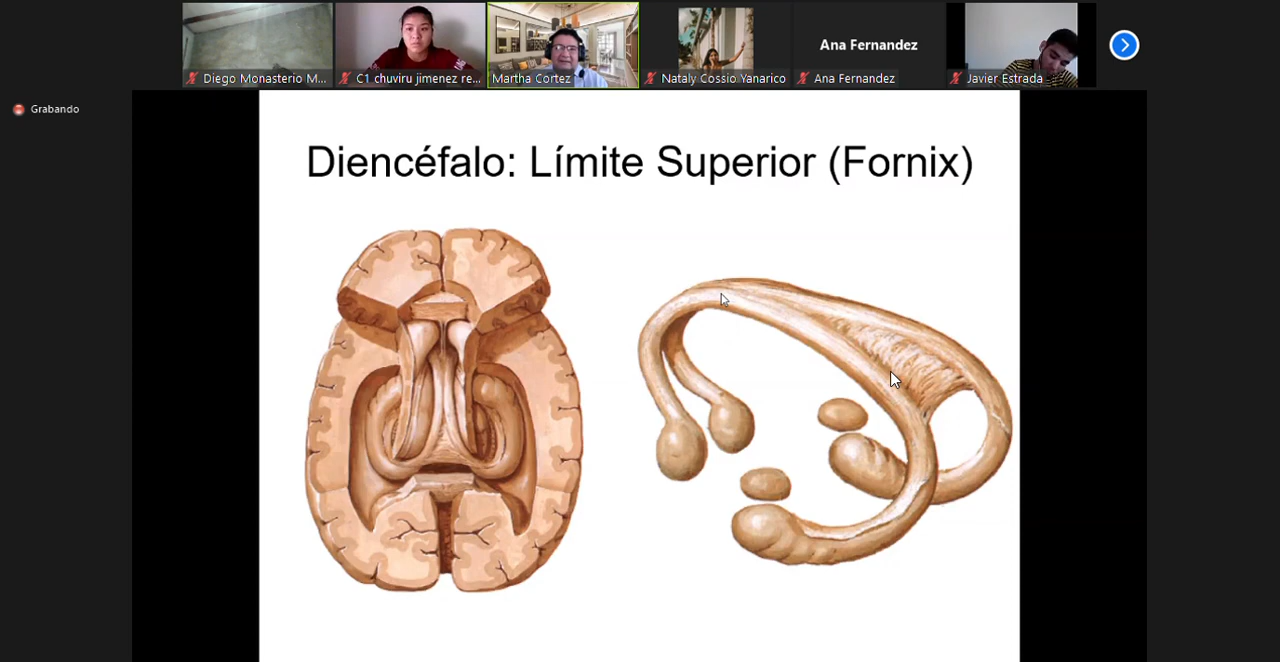 Ana Fernandez
Diego Monasterio M...
C1 chuviru jimenez re...
Martha Cortez
Nataly Cossio Yanarico
Ana Fernandez
Javier Estrada
Grabando
Diencéfalo: Límite Superior (Fornix)